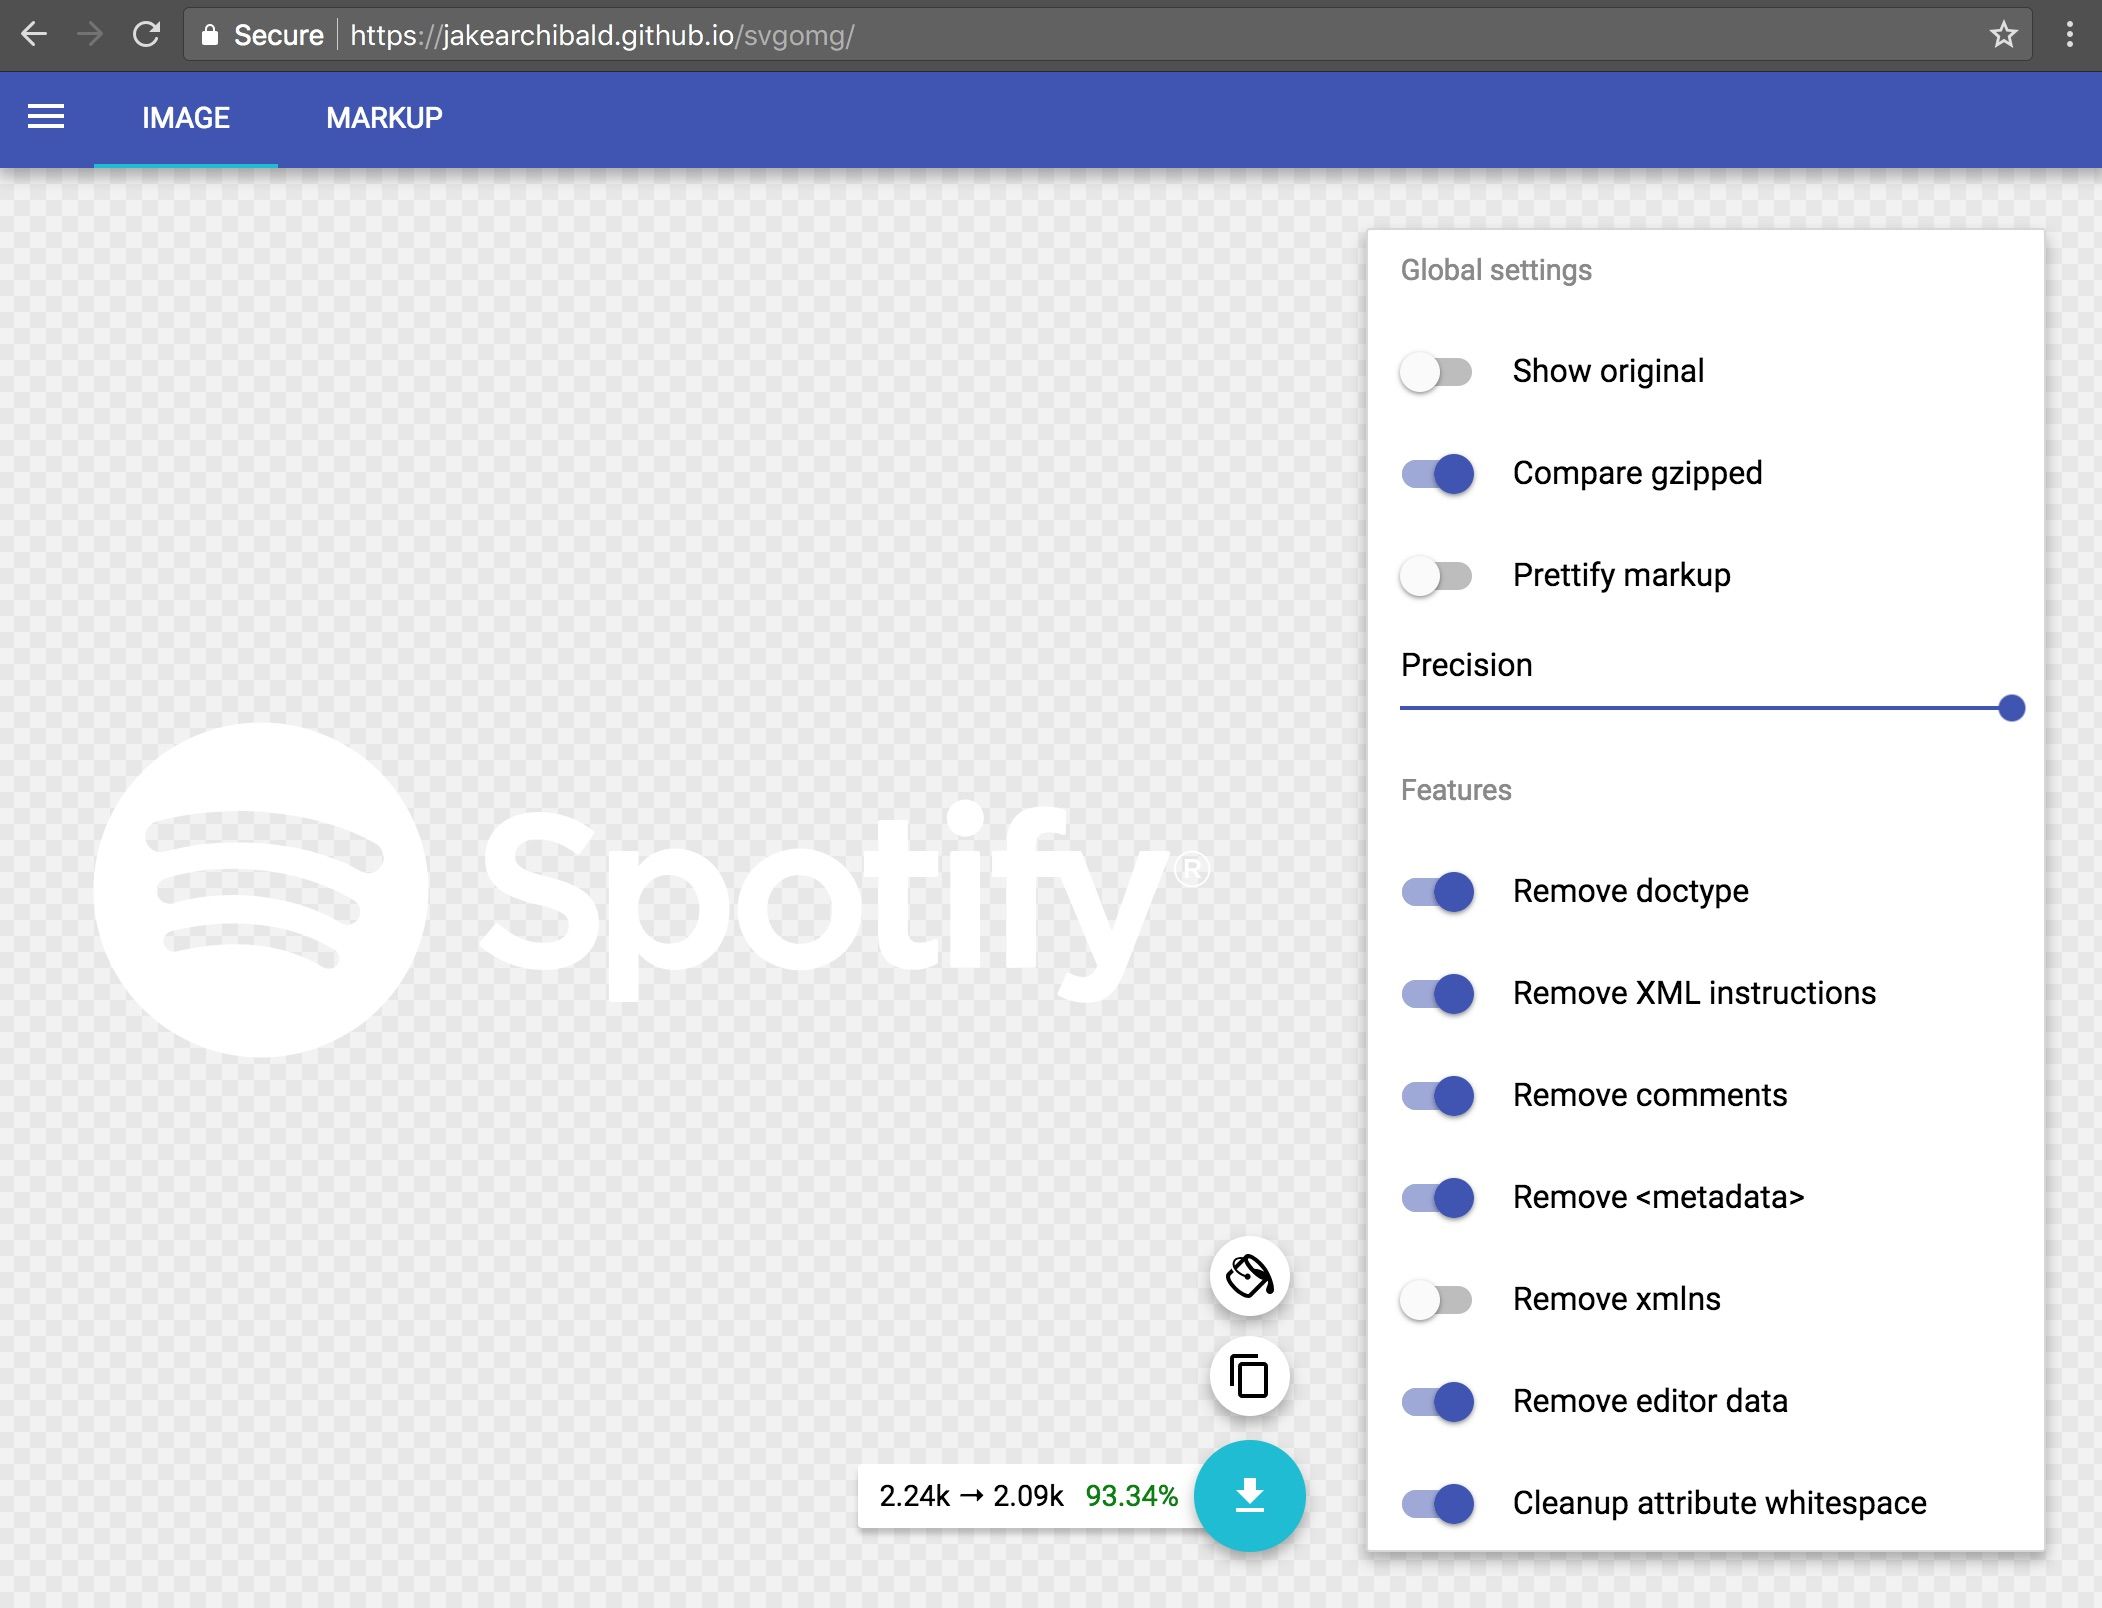 Secure https://jakearchibald.github.io/svgomg/
IMAGE MARKUP
Global settings
Show original
Compare gzipped
Prettify markup
Precision
Features
Remove doctype
Remove XML instructions
Remove comments
Remove <metadata>
Remove xmlns
Remove editor data
Cleanup attribute whitespace
Spotify®
2.24k → 2.09k 93.34%